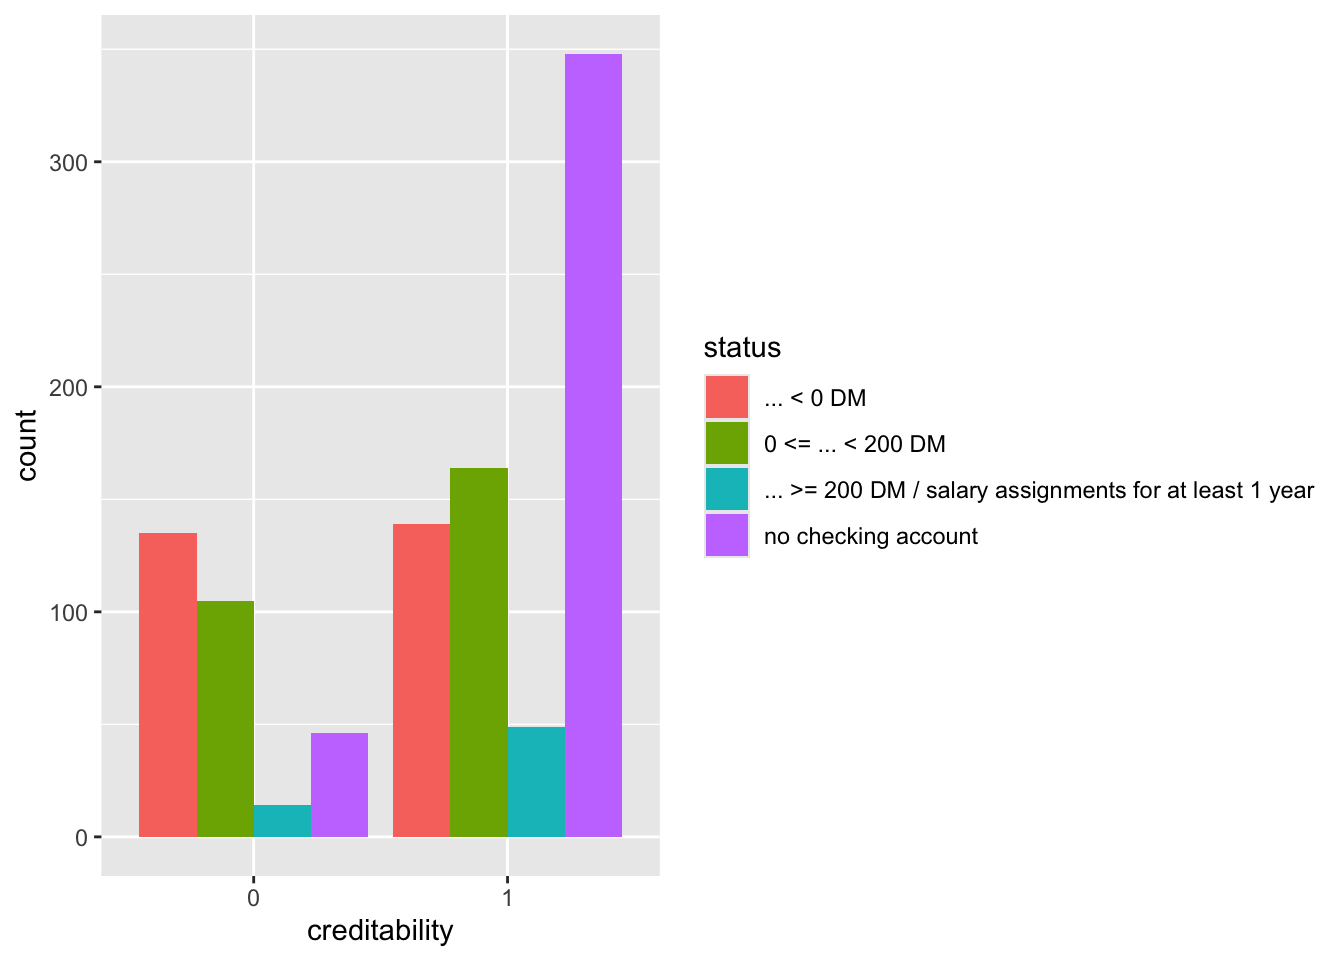 count
300
200
100
0
0 1
creditability
status
... < 0 DM
0 <= ... < 200 DM
... >= 200 DM / salary assignments for at least 1 year
no checking account